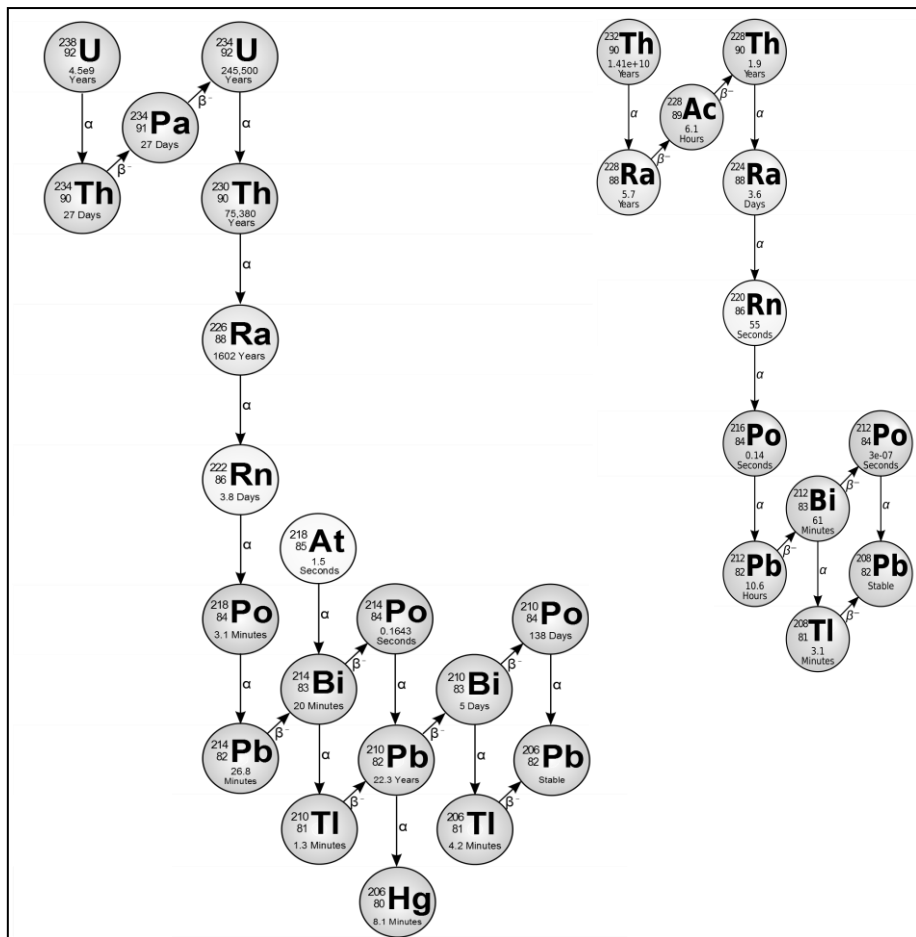 238
92 U
4.5e9
Years
α
234
90 Th
27 Days
β⁻
234
91 Pa
27 Days
β⁻
234
92 U
245,500
Years
α
230
90 Th
75,380
Years
α
226
88 Ra
1602 Years
α
222
86 Rn
3.8 Days
α
218
84 Po
3.1 Minutes
α
214
82 Pb
26.8
Minutes
β⁻
218
85 At
1.5
Seconds
α
214
83 Bi
20 Minutes
β⁻
α
214
84 Po
0.1643
Seconds
α
210
81 Tl
1.3 Minutes
β⁻
210
82 Pb
22.3 Years
β⁻
α
206
80 Hg
8.1 Minutes
210
83 Bi
5 Days
β⁻
α
210
84 Po
138 Days
α
206
81 Tl
4.2 Minutes
β⁻
206
82 Pb
Stable
232
90 Th
1.41e+10
Years
α
228
88 Ra
5.7
Years
β⁻
228
89 Ac
6.1
Hours
β⁻
228
90 Th
1.9
Years
α
224
88 Ra
3.6
Days
α
220
86 Rn
55
Seconds
α
216
84 Po
0.14
Seconds
α
212
82 Pb
10.6
Hours
β⁻
212
83 Bi
61
Minutes
β⁻
α
212
84 Po
3e-07
Seconds
α
208
81 Tl
3.1
Minutes
β⁻
208
82 Pb
Stable